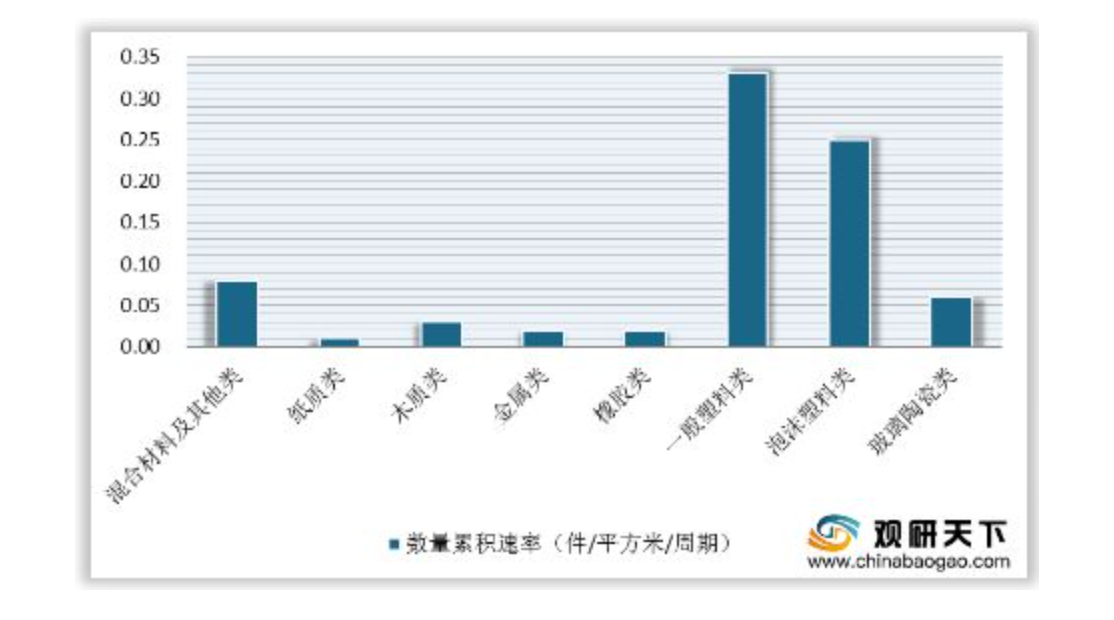 0.35
0.30
0.25
0.20
0.15
0.10
0.05
0.00
混合材料及其他类
纸质类
木质类
金属类
橡胶类
一般塑料类
泡沫塑料类
玻璃陶瓷类
数量累积速率（件/平方米/周期）
观研天下
www.chinabaogao.com